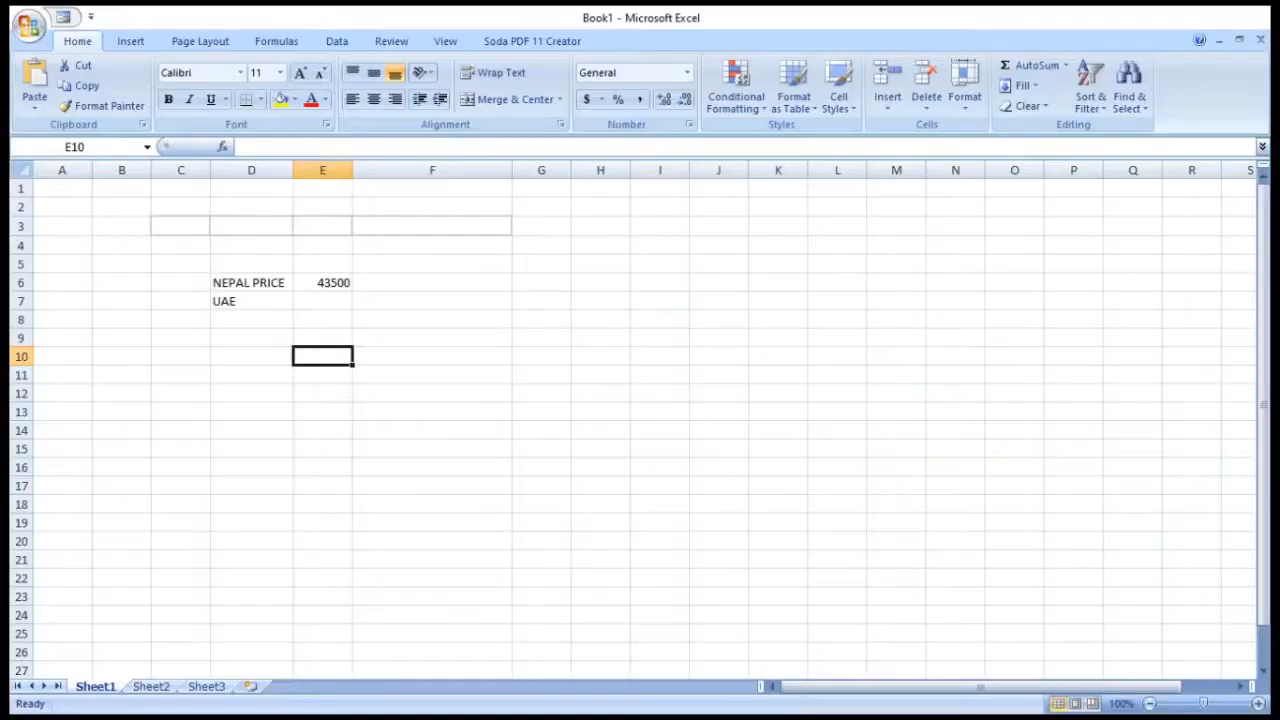 Book1 - Microsoft Excel
Home Insert Page Layout Formulas Data Review View Soda PDF 11 Creator
Paste
Cut
Copy
Format Painter
Clipboard
Calibri 11
B I U
Font
Wrap Text
Merge & Center
Alignment
General
$ % ,
Number
Conditional Formatting
Format as Table
Cell Styles
Styles
Insert
Delete
Format
Cells
AutoSum
Fill
Clear
Sort & Filter
Find & Select
Editing
E10 fx
A B C D E F G H I J K L M N O P Q R S
1
2
3
4
5
6 NEPAL PRICE 43500
7 UAE
8
9
10
11
12
13
14
15
16
17
18
19
20
21
22
23
24
25
26
27
Sheet1 Sheet2 Sheet3
Ready 100%